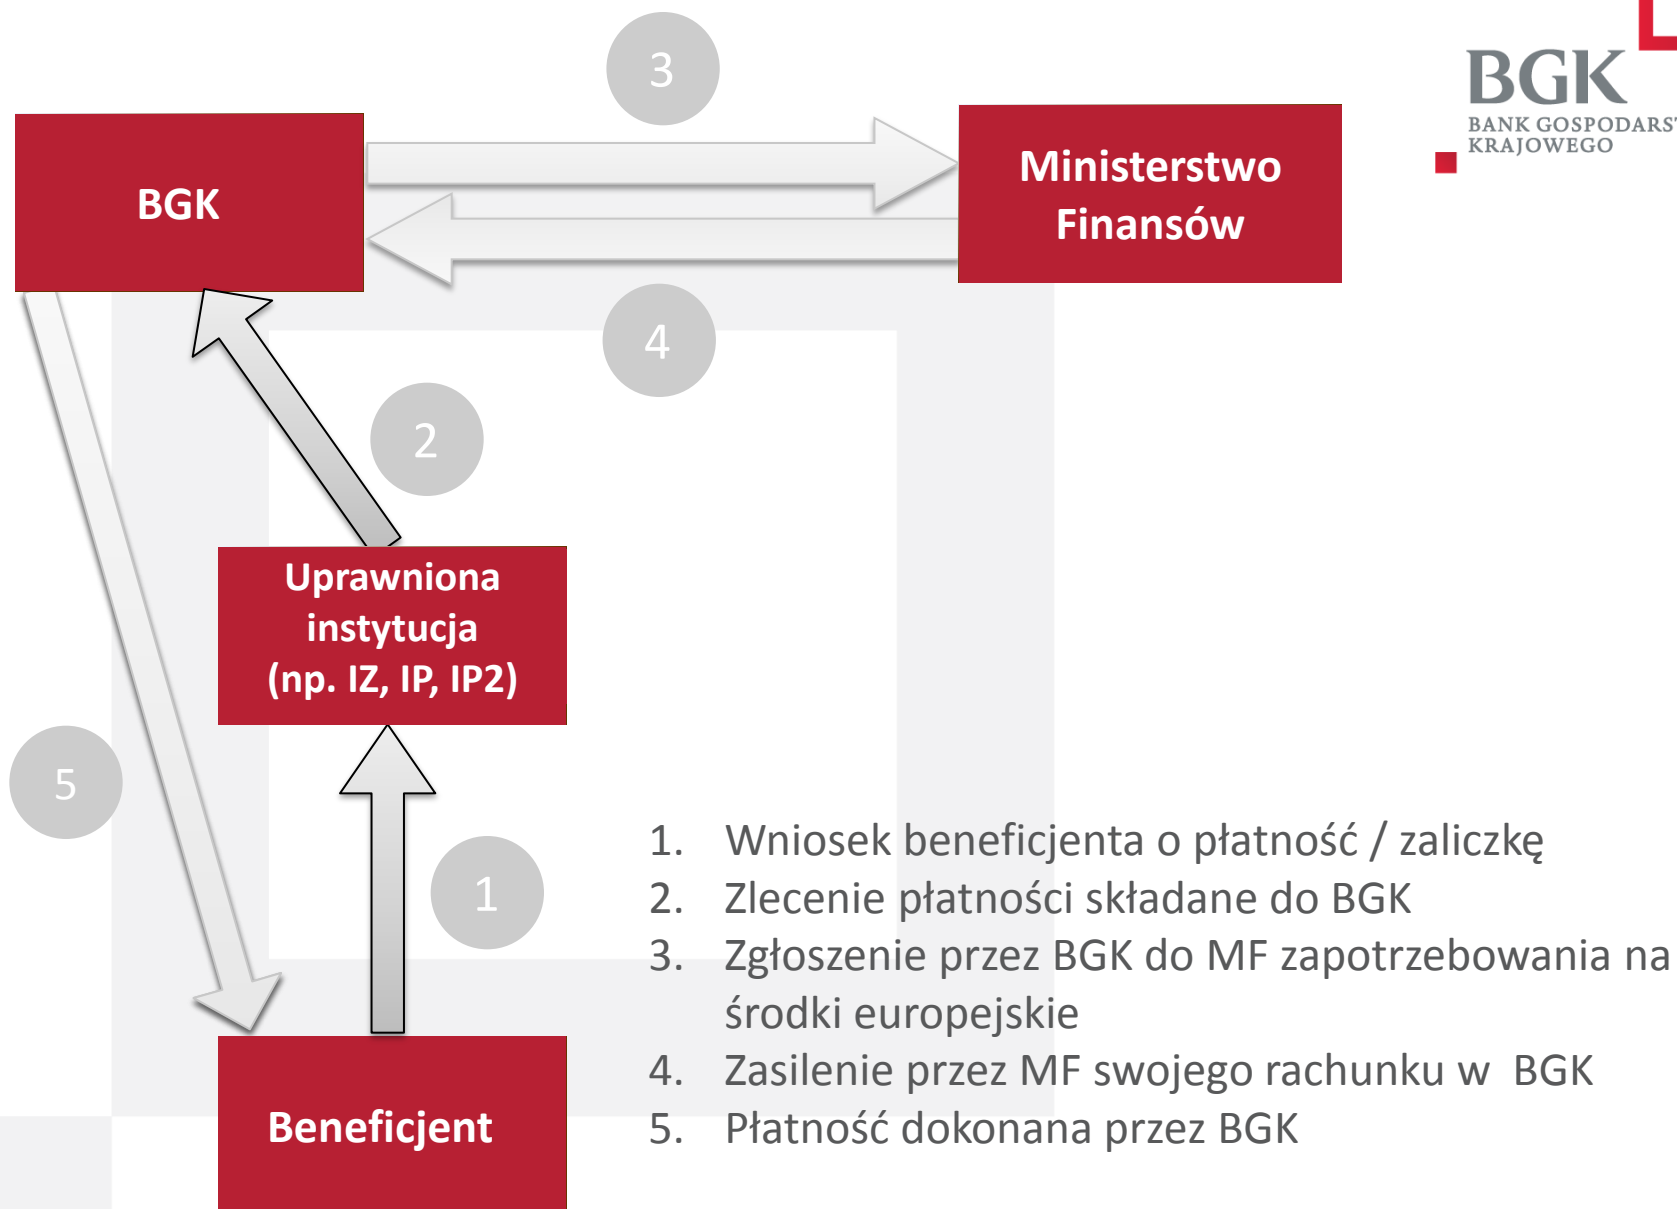 3
BGK
BANK GOSPODARS
KRAJOWEGO
BGK
Ministerstwo
Finansów
4
2
Uprawniona
instytucja
(np. IZ, IP, IP2)
5
1
1. Wniosek beneficjenta o płatność / zaliczkę
2. Zlecenie płatności składane do BGK
3. Zgłoszenie przez BGK do MF zapotrzebowania na
środki europejskie
4. Zasilenie przez MF swojego rachunku w BGK
5. Płatność dokonana przez BGK
Beneficjent